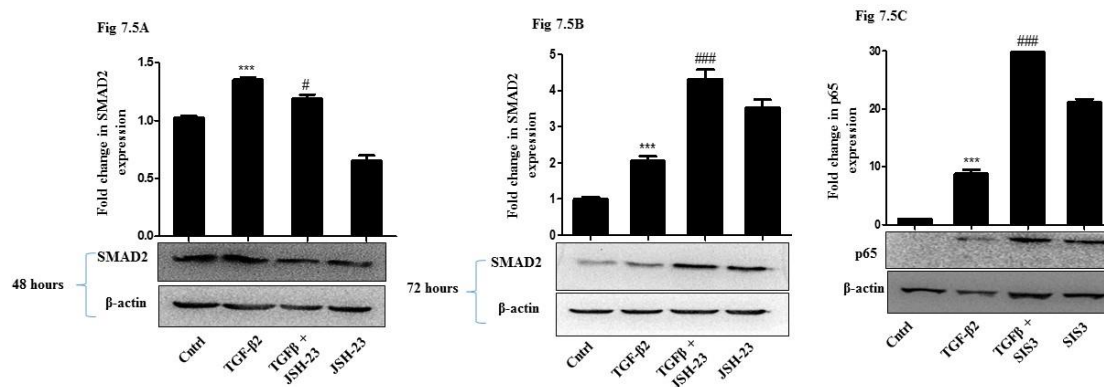 Fig 7.5A
Fold change in SMAD2
expression
1.5
1.0
0.5
0.0
***
#
48 hours
SMAD2
β-actin
Cntrl
TGF-β2
TGFβ +
JSH-23
JSH-23
Fig 7.5B
Fold change in SMAD2
expression
5
4
3
2
1
0
***
###
72 hours
SMAD2
β-actin
Cntrl
TGF-β2
TGFβ +
JSH-23
JSH-23
Fig 7.5C
Fold change in p65
expression
30
20
10
0
***
###
p65
β-actin
Cntrl
TGF-β2
TGFβ +
SIS3
SIS3